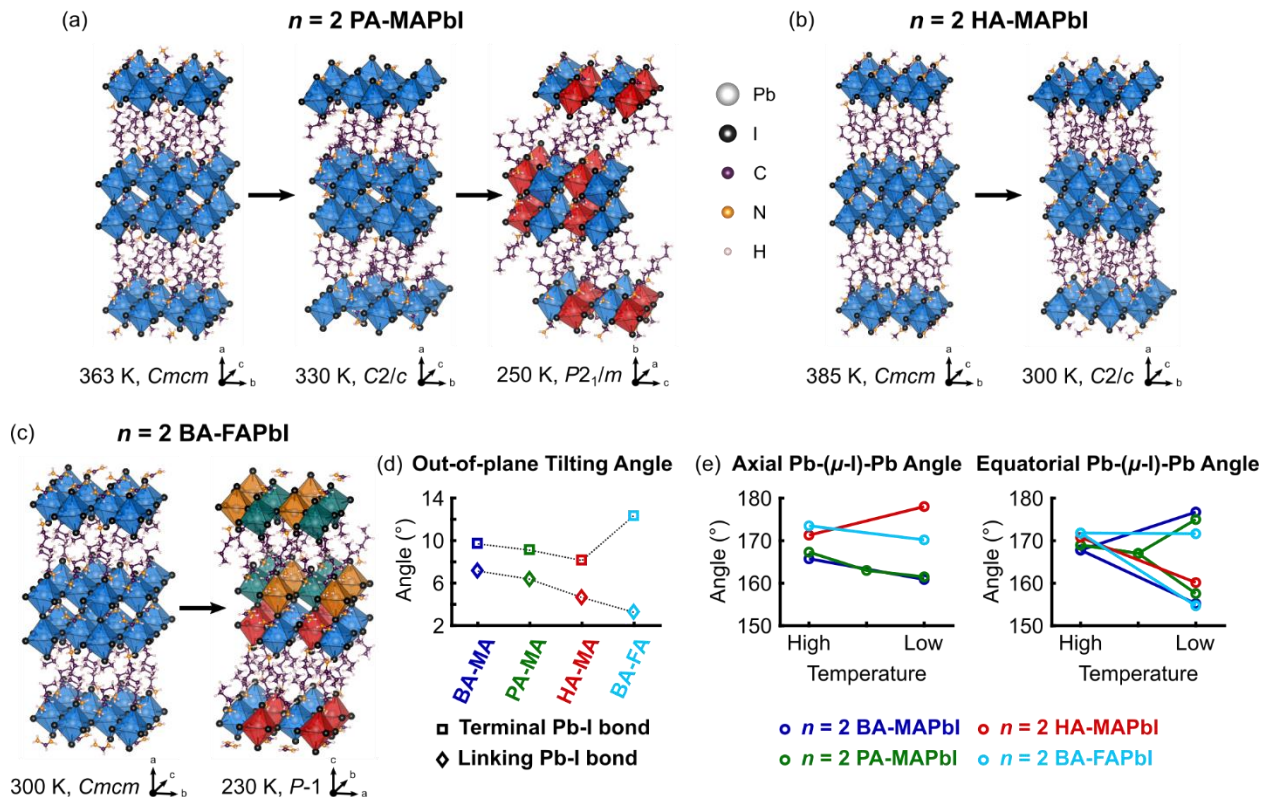 (a) n = 2 PA-MAPbI
363 K, Cmcm
a
c
b
330 K, C2/c
a
c
b
250 K, P2₁/m
b
a
c
Pb
I
C
N
H
(b) n = 2 HA-MAPbI
385 K, Cmcm
a
c
b
300 K, C2/c
a
c
b
(c) n = 2 BA-FAPbI
300 K, Cmcm
a
c
b
230 K, P-1
c
b
a
(d) Out-of-plane Tilting Angle
Angle (°)
14
10
6
2
BA-MA
PA-MA
HA-MA
BA-FA
Terminal Pb-I bond
Linking Pb-I bond
(e) Axial Pb-(μ-I)-Pb Angle
Angle (°)
180
170
160
150
High Low
Temperature
Equatorial Pb-(μ-I)-Pb Angle
Angle (°)
180
170
160
150
High Low
Temperature
n = 2 BA-MAPbI
n = 2 HA-MAPbI
n = 2 PA-MAPbI
n = 2 BA-FAPbI